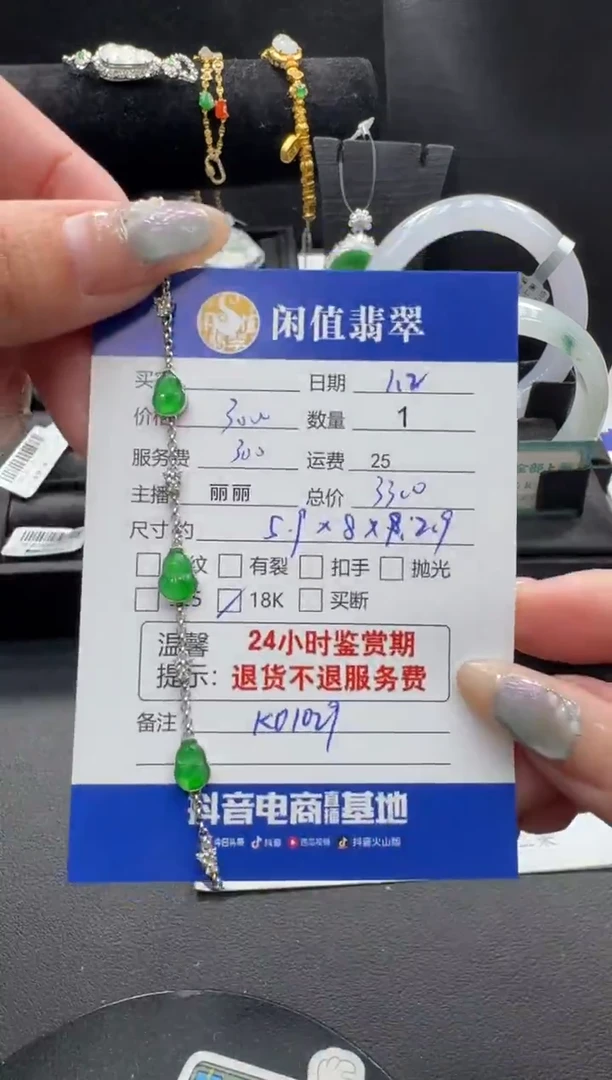 闲值翡翠
买 日期 1.2
价格 3000 数量 1
服务费 300 运费 25
主播 丽丽 总价 3300
尺寸约 5.9×8×2.9
纹 有裂 扣手 抛光
18K 买断
温馨 24小时鉴赏期
提示: 退货不退服务费
备注 K01029
抖音电商直播基地
今日头条 抖音 西瓜视频 抖音火山版